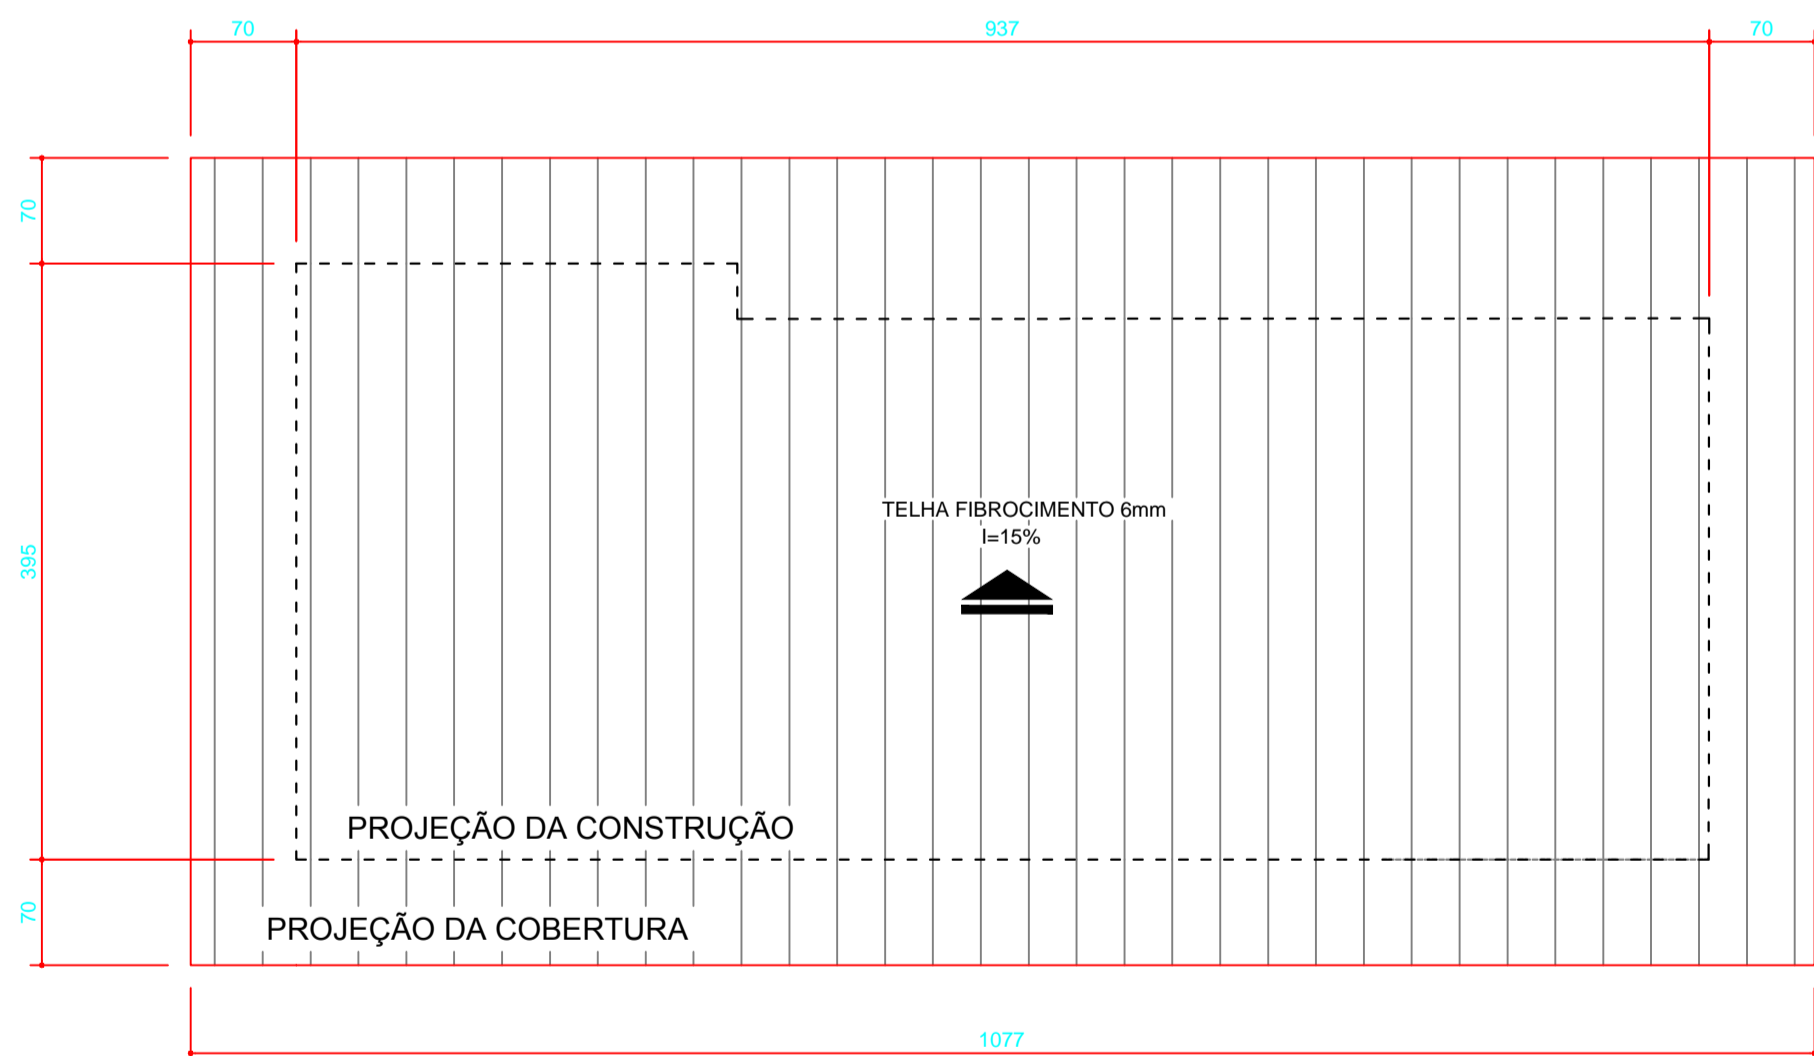 70
937
70
70
TELHA FIBROCIMENTO 6mm
I=15%
395
PROJEÇÃO DA CONSTRUÇÃO
70
PROJEÇÃO DA COBERTURA
1077